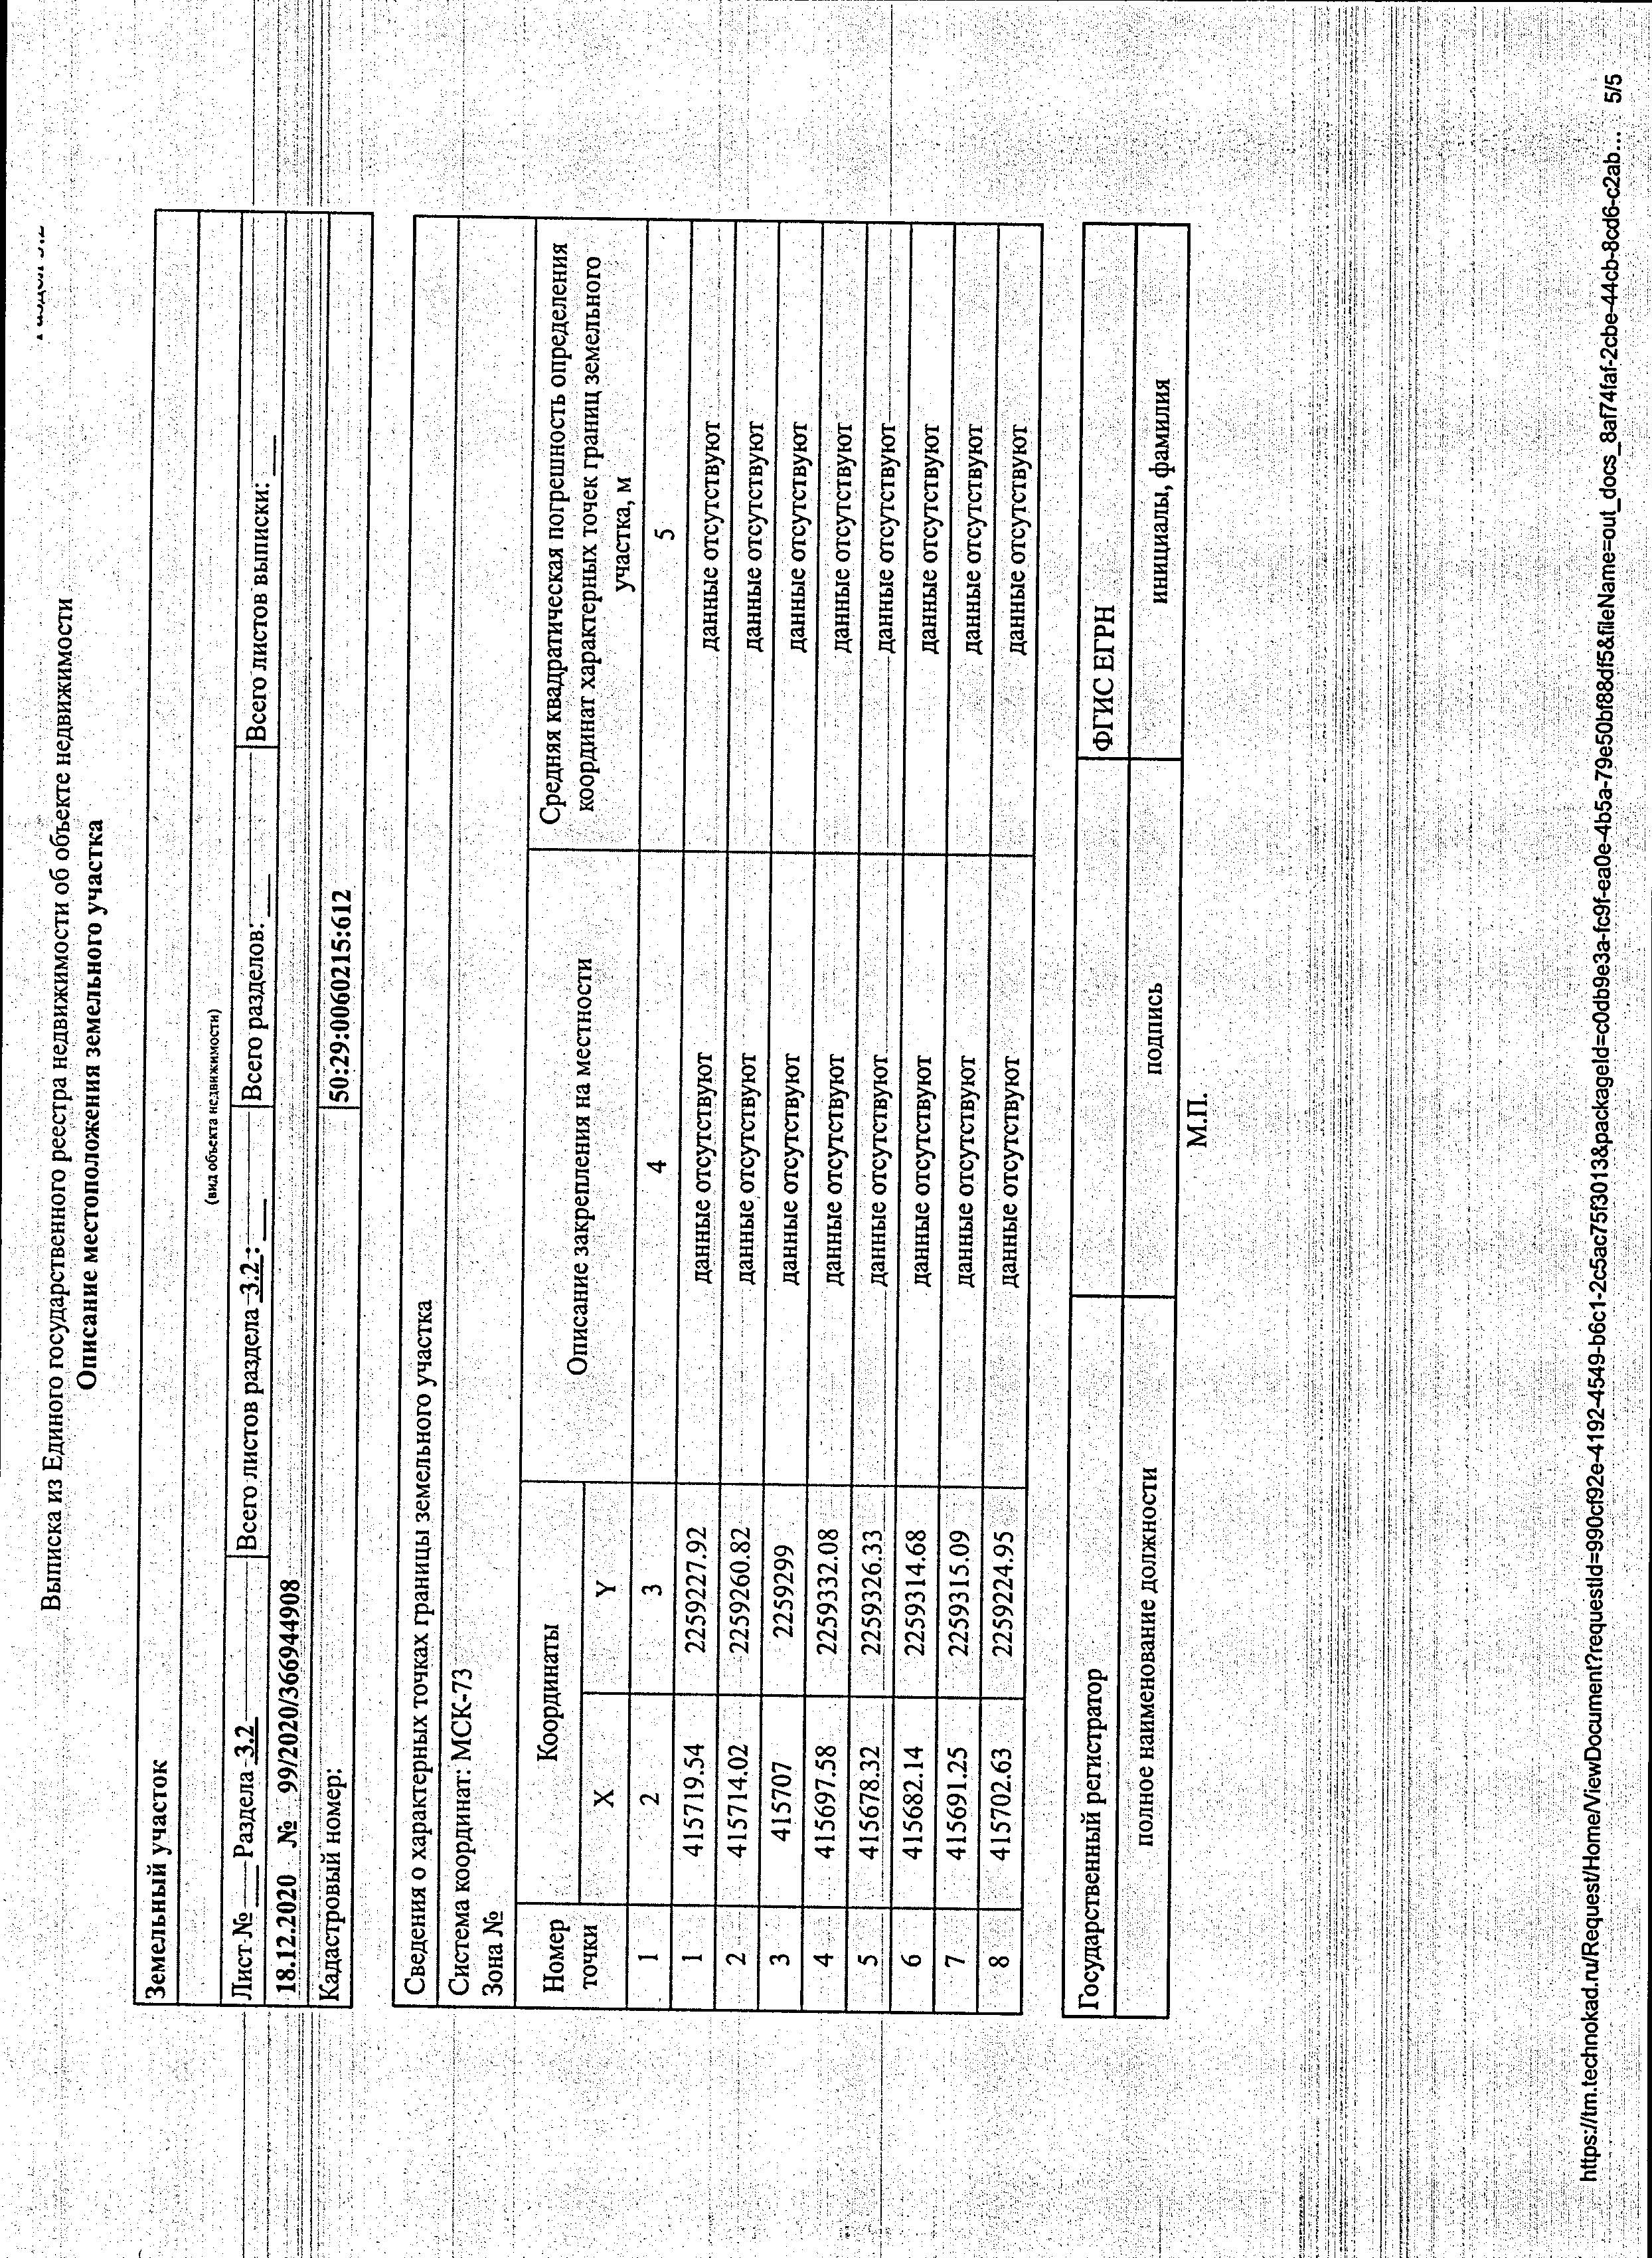 Выписка из Единого государственного реестра недвижимости об объекте недвижимости
Описание местоположения земельного участка
Земельный участок
(вид объекта недвижимости)
Лист № ___ Раздела 3.2 Всего листов раздела 3.2 : ___ Всего разделов: ___ Всего листов выписки: ___
18.12.2020 № 99/2020/366944908
Кадастровый номер: 50:29:0060215:612
Сведения о характерных точках границы земельного участка
Система координат: МСК-73
Зона №
Номер точки Координаты Описание закрепления на местности Средняя квадратическая погрешность определения координат характерных точек границ земельного участка, м
X Y
1 2 3 4 5
1 415719.54 2259227.92 данные отсутствуют данные отсутствуют
2 415714.02 2259260.82 данные отсутствуют данные отсутствуют
3 415707 2259299 данные отсутствуют данные отсутствуют
4 415697.58 2259332.08 данные отсутствуют данные отсутствуют
5 415678.32 2259326.33 данные отсутствуют данные отсутствуют
6 415682.14 2259314.68 данные отсутствуют данные отсутствуют
7 415691.25 2259315.09 данные отсутствуют данные отсутствуют
8 415702.63 2259224.95 данные отсутствуют данные отсутствуют
Государственный регистратор ФГИС ЕГРН
полное наименование должности подпись инициалы, фамилия
М.П.
https://tm.technokad.ru/Request/Home/ViewDocument?requestId=990cf92e-4192-4549-b6c1-2c5ac75f3013&packageId=c0db9e3a-fc9f-ea0e-4b5a-79e50bf88df5&fileName=out_docs_8af74faf-2cbe-44cb-8cd6-c2ab... 5/5